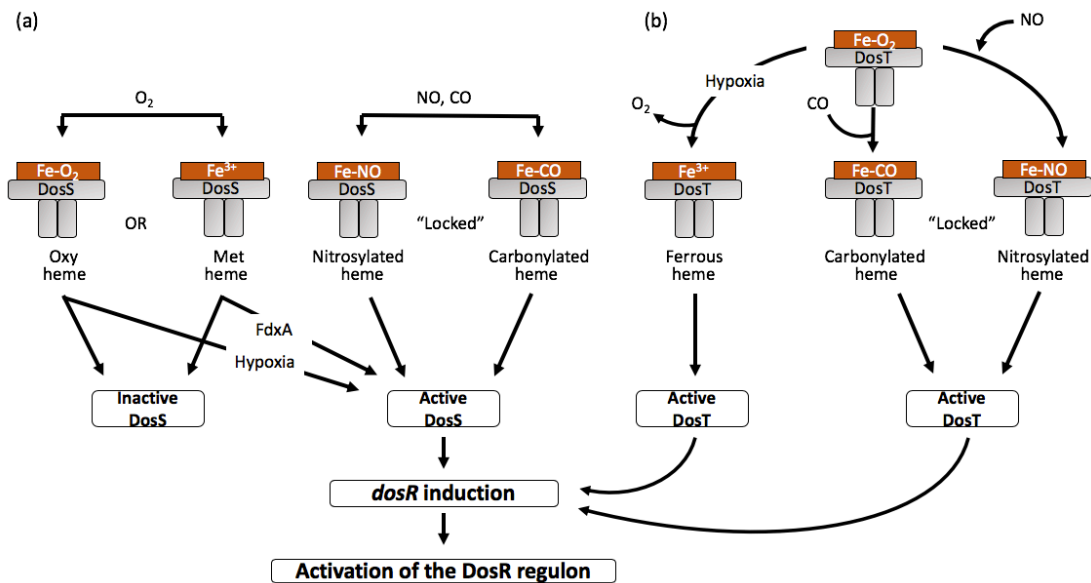 (a)
O₂
NO, CO
Fe-O₂
DosS
OR
Fe³⁺
DosS
Fe-NO
DosS
"Locked"
Fe-CO
DosS
Oxy
heme
Met
heme
Nitrosylated
heme
Carbonylated
heme
FdxA
Hypoxia
Inactive
DosS
Active
DosS
(b)
Fe-O₂
DosT
NO
Hypoxia
O₂
CO
Fe³⁺
DosT
Fe-CO
DosT
"Locked"
Fe-NO
DosT
Ferrous
heme
Carbonylated
heme
Nitrosylated
heme
Active
DosT
Active
DosT
dosR induction
Activation of the DosR regulon